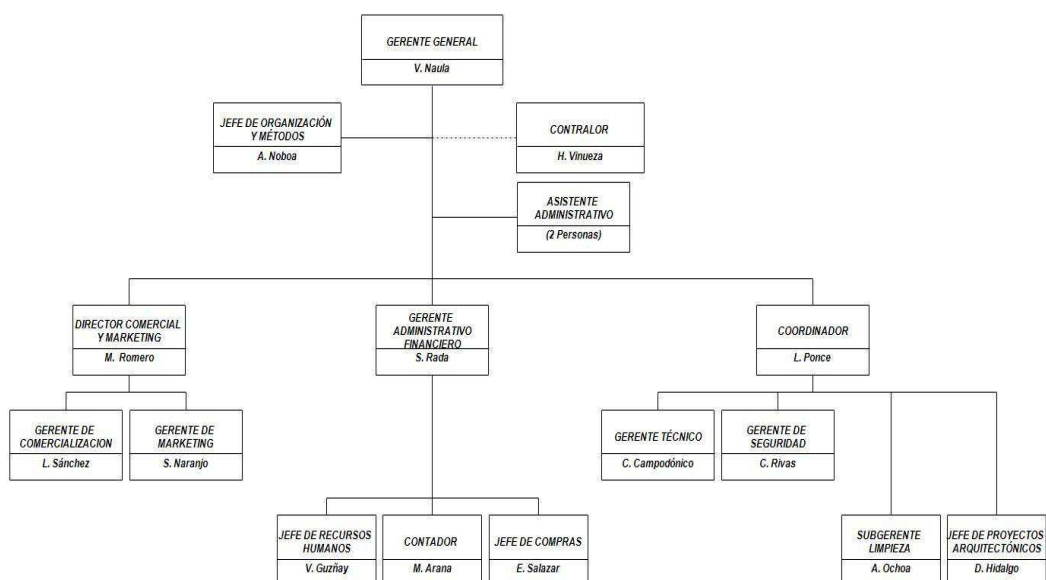 GERENTE GENERAL
V. Naula
JEFE DE ORGANIZACIÓN
Y MÉTODOS
A. Noboa
CONTRALOR
H. Vinueza
ASISTENTE
ADMINISTRATIVO
(2 Personas)
DIRECTOR COMERCIAL
Y MARKETING
M. Romero
GERENTE
ADMINISTRATIVO
FINANCIERO
S. Rada
COORDINADOR
L. Ponce
GERENTE DE
COMERCIALIZACION
L. Sánchez
GERENTE DE
MARKETING
S. Naranjo
GERENTE TÉCNICO
C. Campodónico
GERENTE DE
SEGURIDAD
C. Rivas
JEFE DE RECURSOS
HUMANOS
V. Guzñay
CONTADOR
M. Arana
JEFE DE COMPRAS
E. Salazar
SUBGERENTE
LIMPIEZA
A. Ochoa
JEFE DE PROYECTOS
ARQUITECTÓNICOS
D. Hidalgo